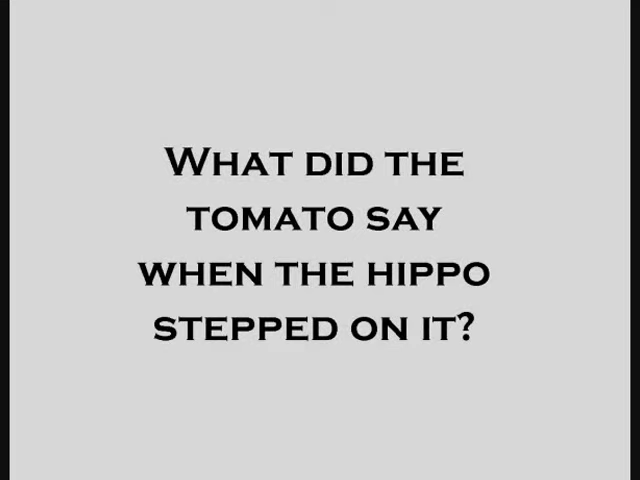 WHAT DID THE
TOMATO SAY
WHEN THE HIPPO
STEPPED ON IT?